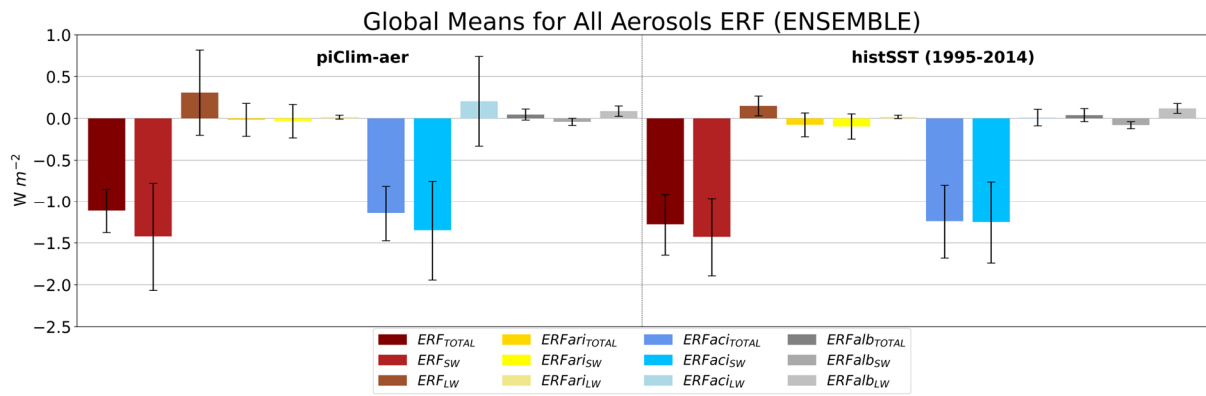 Global Means for All Aerosols ERF (ENSEMBLE)
piClim-aer
histSST (1995-2014)
1.0
0.5
0.0
−0.5
−1.0
−1.5
−2.0
−2.5
W m⁻²
ERF_TOTAL ERFari_TOTAL ERFaci_TOTAL ERFalb_TOTAL
ERF_SW ERFari_SW ERFaci_SW ERFalb_SW
ERF_LW ERFari_LW ERFaci_LW ERFalb_LW